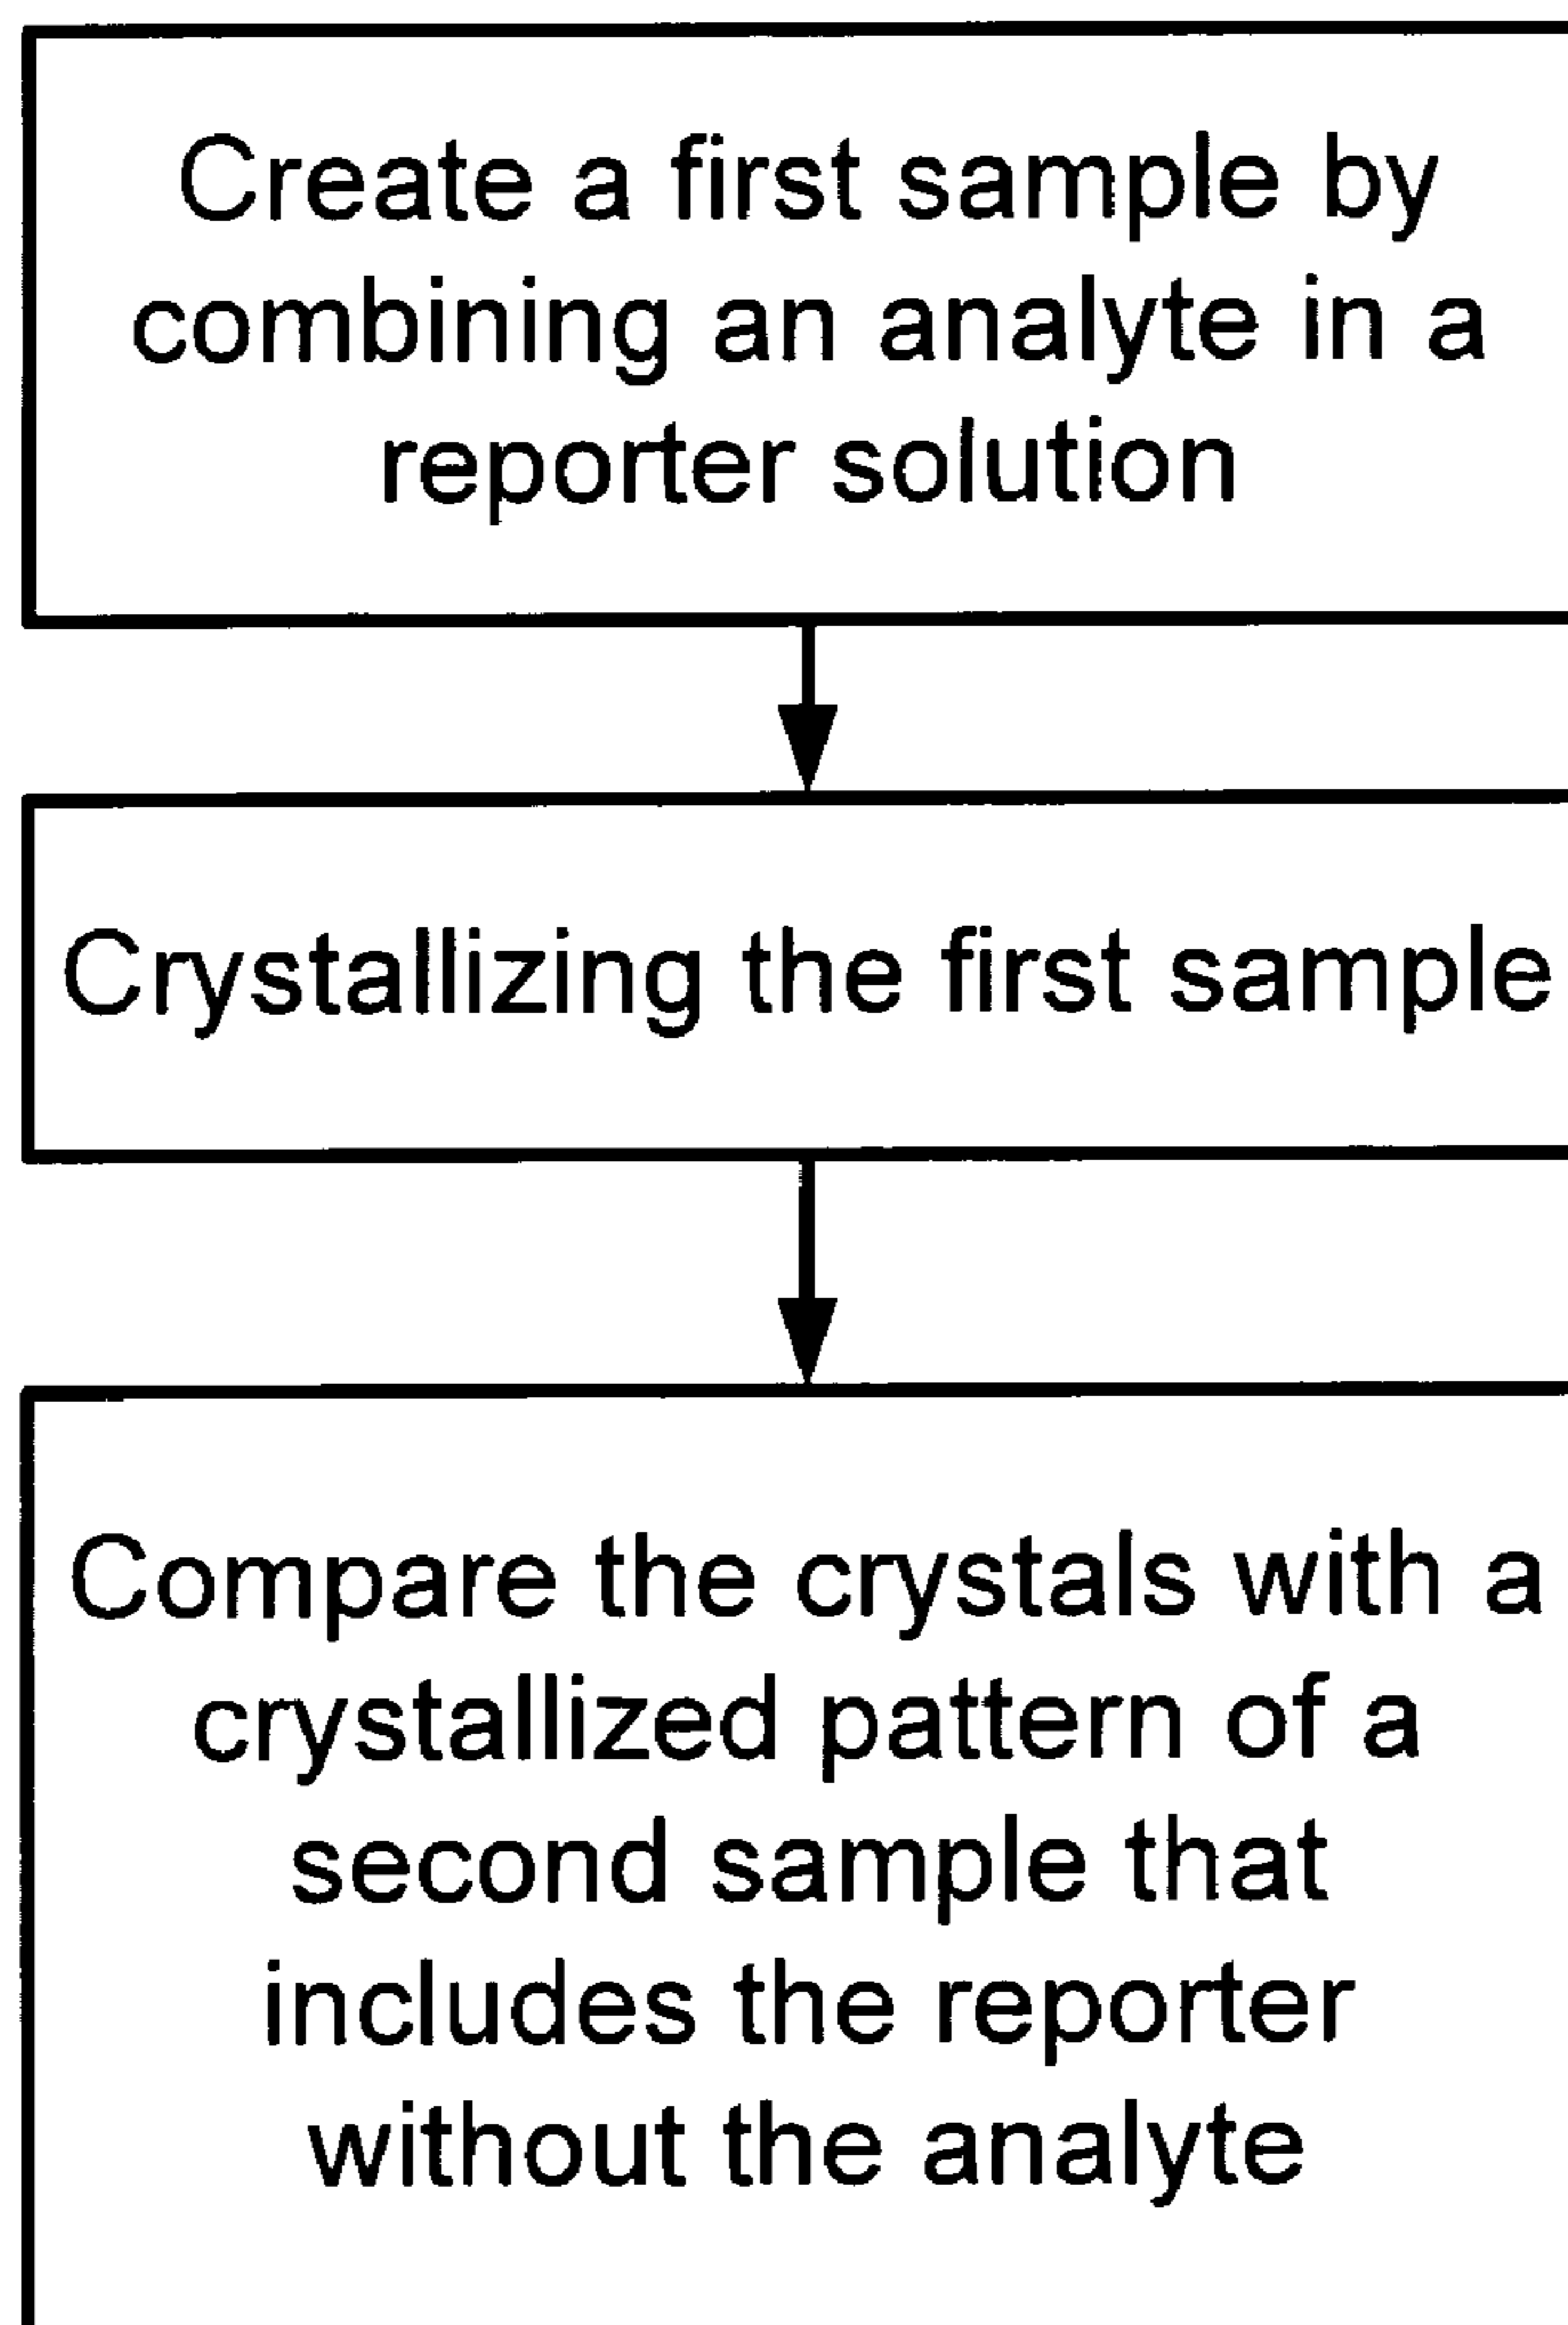 Create a first sample by
combining an analyte in a
reporter solution
Crystallizing the first sample
Compare the crystals with a
crystallized pattern of a
second sample that
includes the reporter
without the analyte